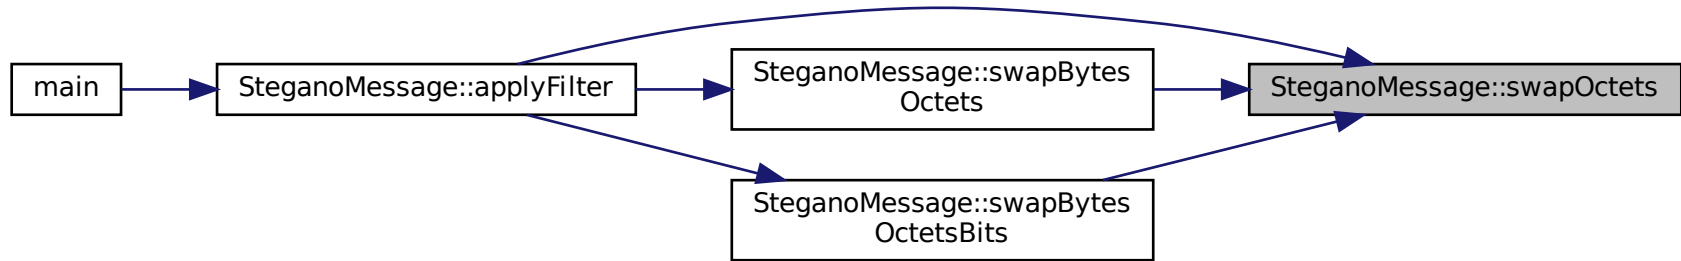 main
SteganoMessage::applyFilter
SteganoMessage::swapBytes
Octets
SteganoMessage::swapOctets
SteganoMessage::swapBytes
OctetsBits